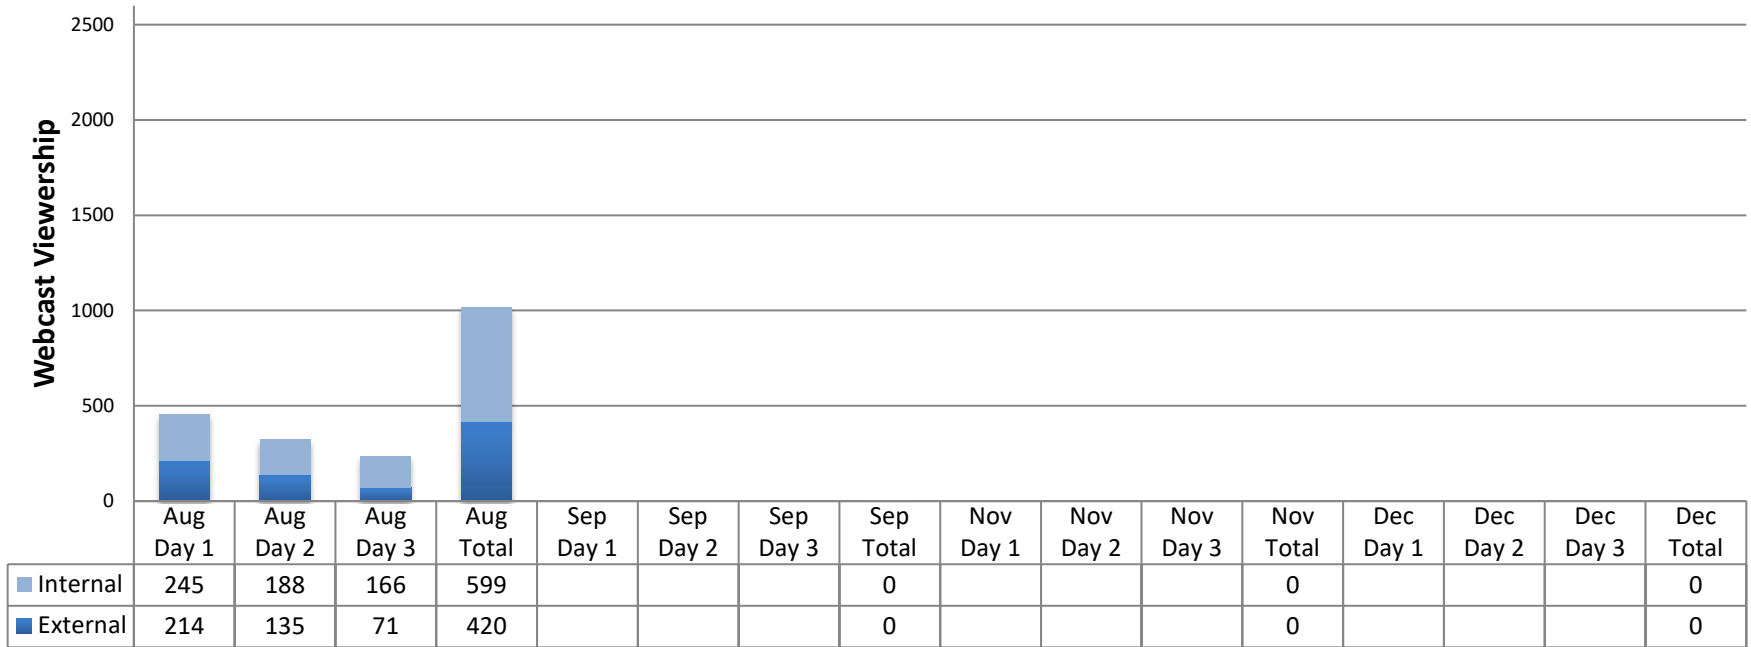 2500
2000
1500
1000
500
0
Webcast Viewership
Aug Day 1 Aug Day 2 Aug Day 3 Aug Total Sep Day 1 Sep Day 2 Sep Day 3 Sep Total Nov Day 1 Nov Day 2 Nov Day 3 Nov Total Dec Day 1 Dec Day 2 Dec Day 3 Dec Total
Internal 245 188 166 599 0 0 0
External 214 135 71 420 0 0 0